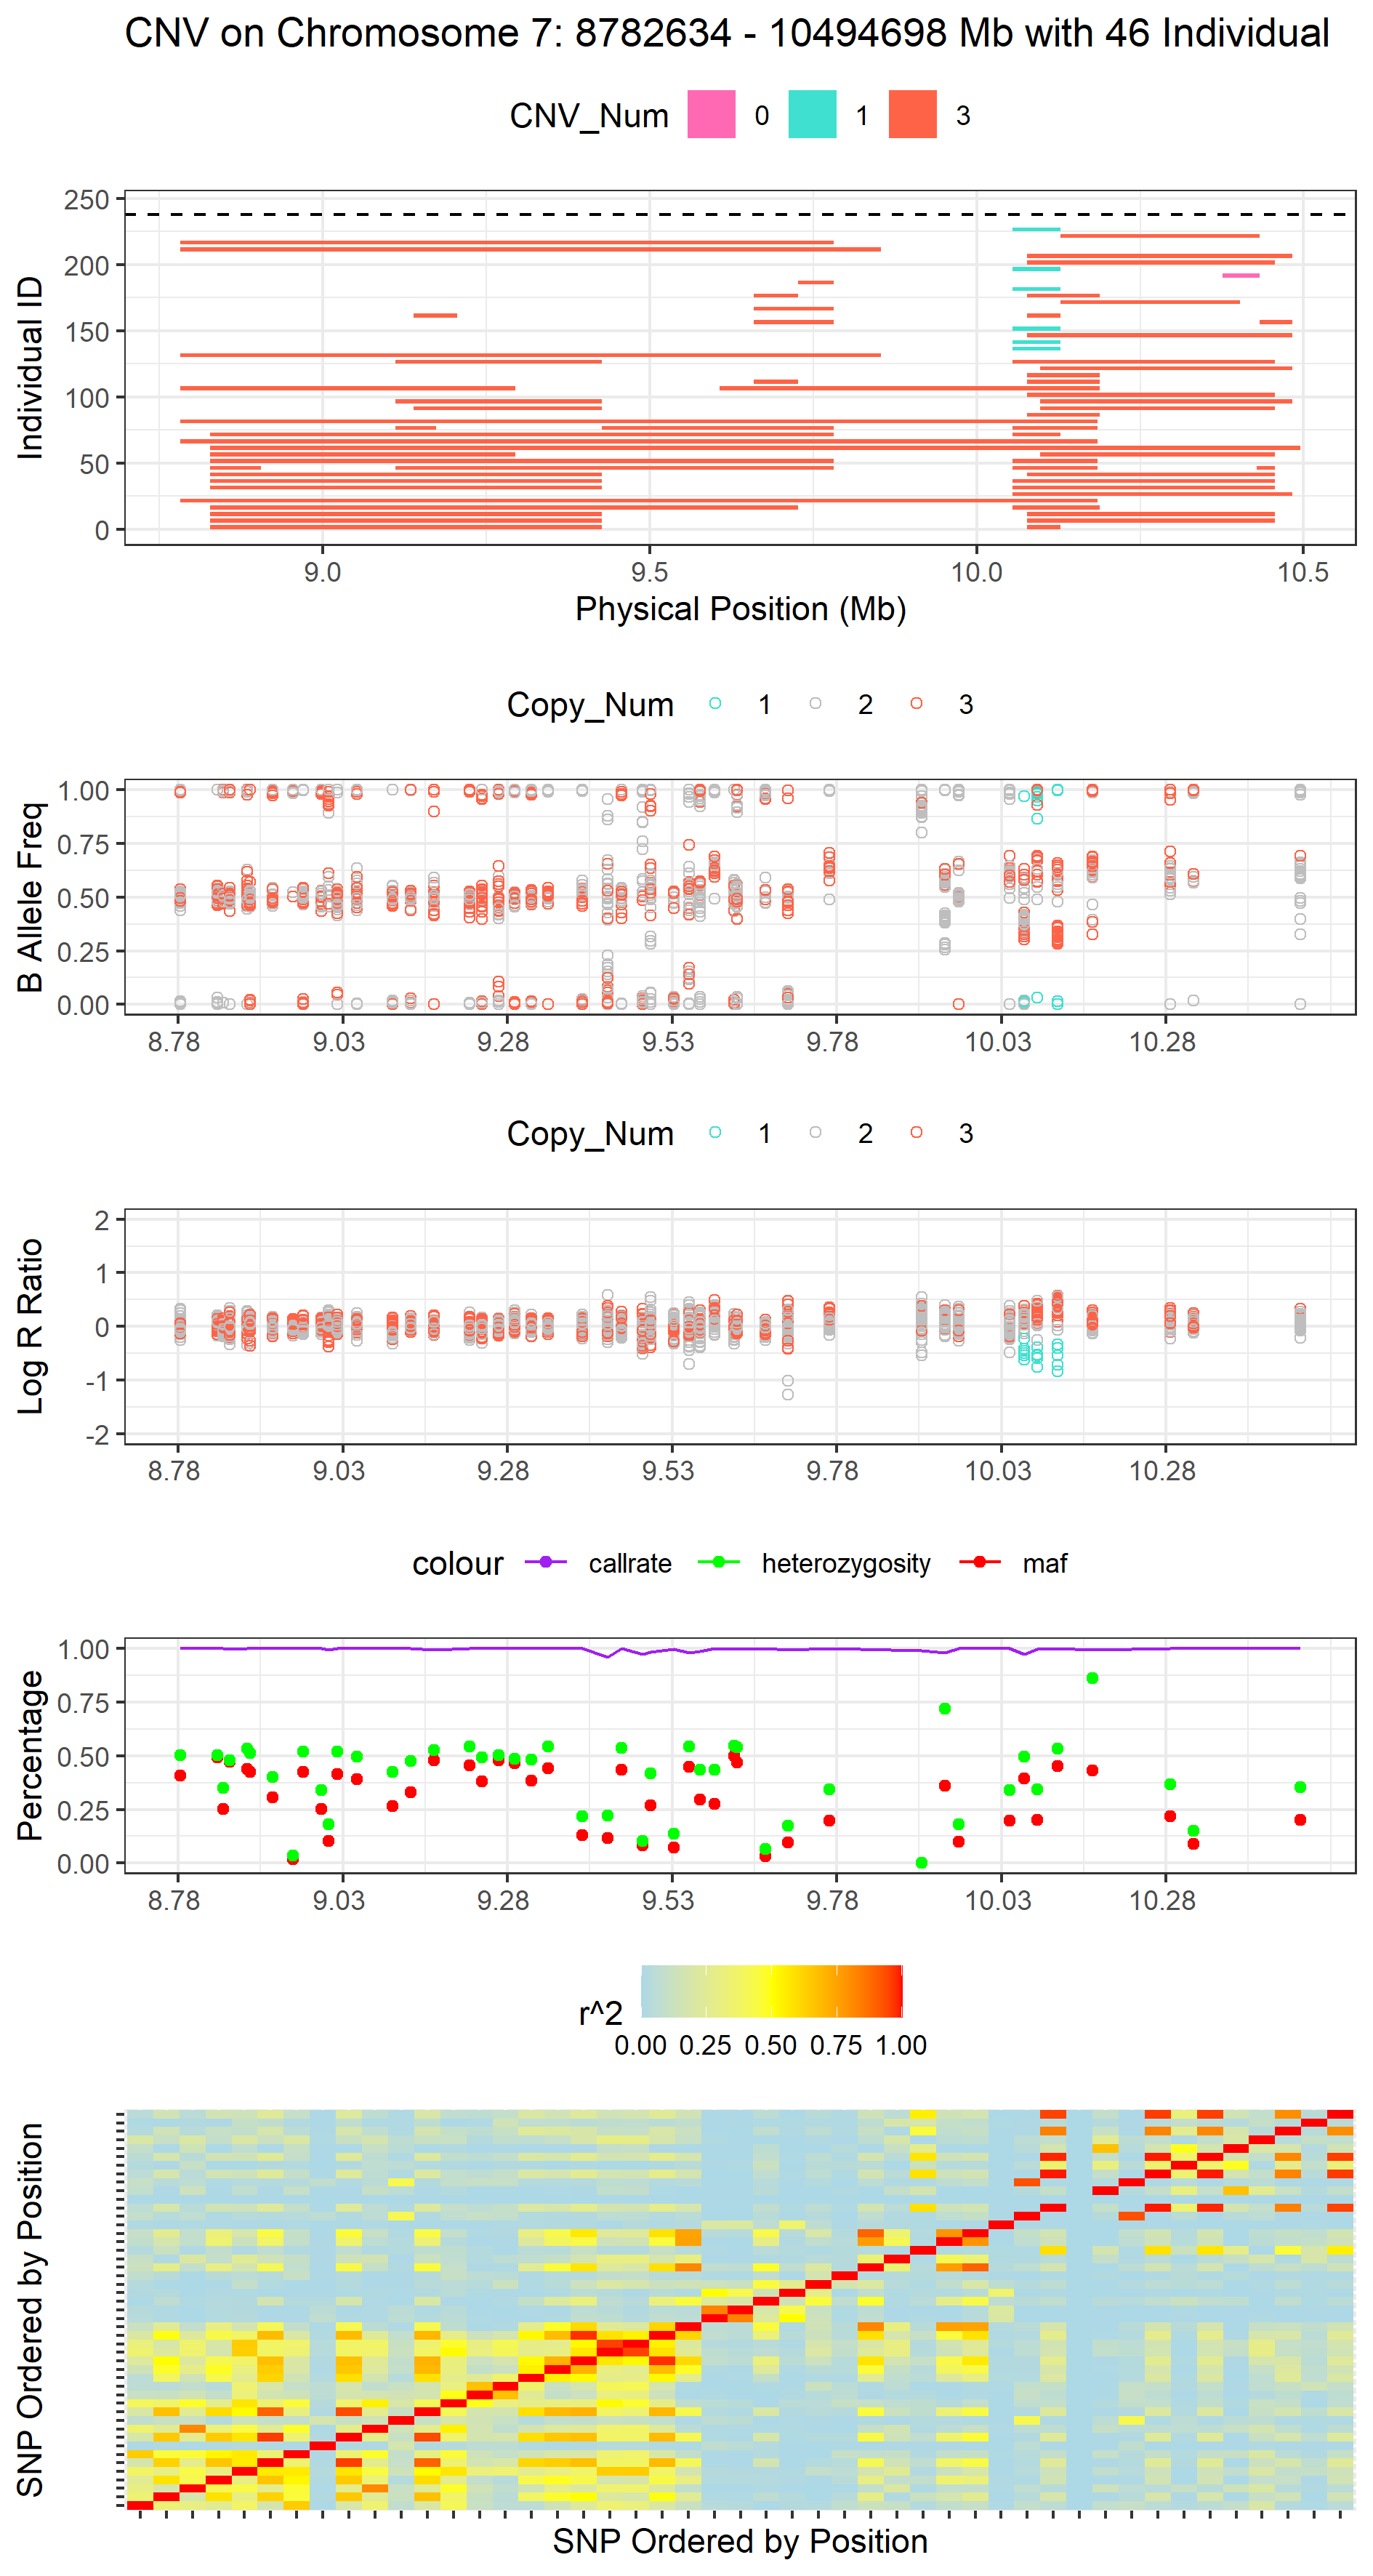 CNV on Chromosome 7: 8782634 - 10494698 Mb with 46 Individual
CNV_Num 0 1 3
Individual ID
250
200
150
100
50
0
9.0 9.5 10.0 10.5
Physical Position (Mb)
Copy_Num 1 2 3
B Allele Freq
1.00
0.75
0.50
0.25
0.00
8.78 9.03 9.28 9.53 9.78 10.03 10.28
Copy_Num 1 2 3
Log R Ratio
2
1
0
-1
-2
8.78 9.03 9.28 9.53 9.78 10.03 10.28
colour callrate heterozygosity maf
Percentage
1.00
0.75
0.50
0.25
0.00
8.78 9.03 9.28 9.53 9.78 10.03 10.28
r^2
0.00 0.25 0.50 0.75 1.00
SNP Ordered by Position
SNP Ordered by Position